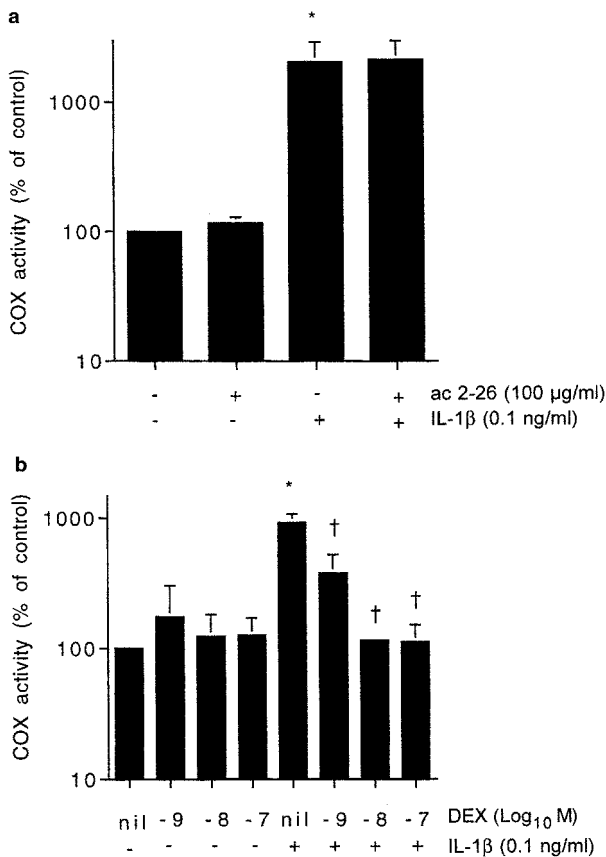 a
*
COX activity (% of control)
1000
100
10
- + - + ac 2-26 (100 µg/ml)
- - + + IL-1β (0.1 ng/ml)
b
*
† † †
COX activity (% of control)
1000
100
10
nil -9 -8 -7 nil -9 -8 -7 DEX (Log10 M)
- - - - + + + + IL-1β (0.1 ng/ml)